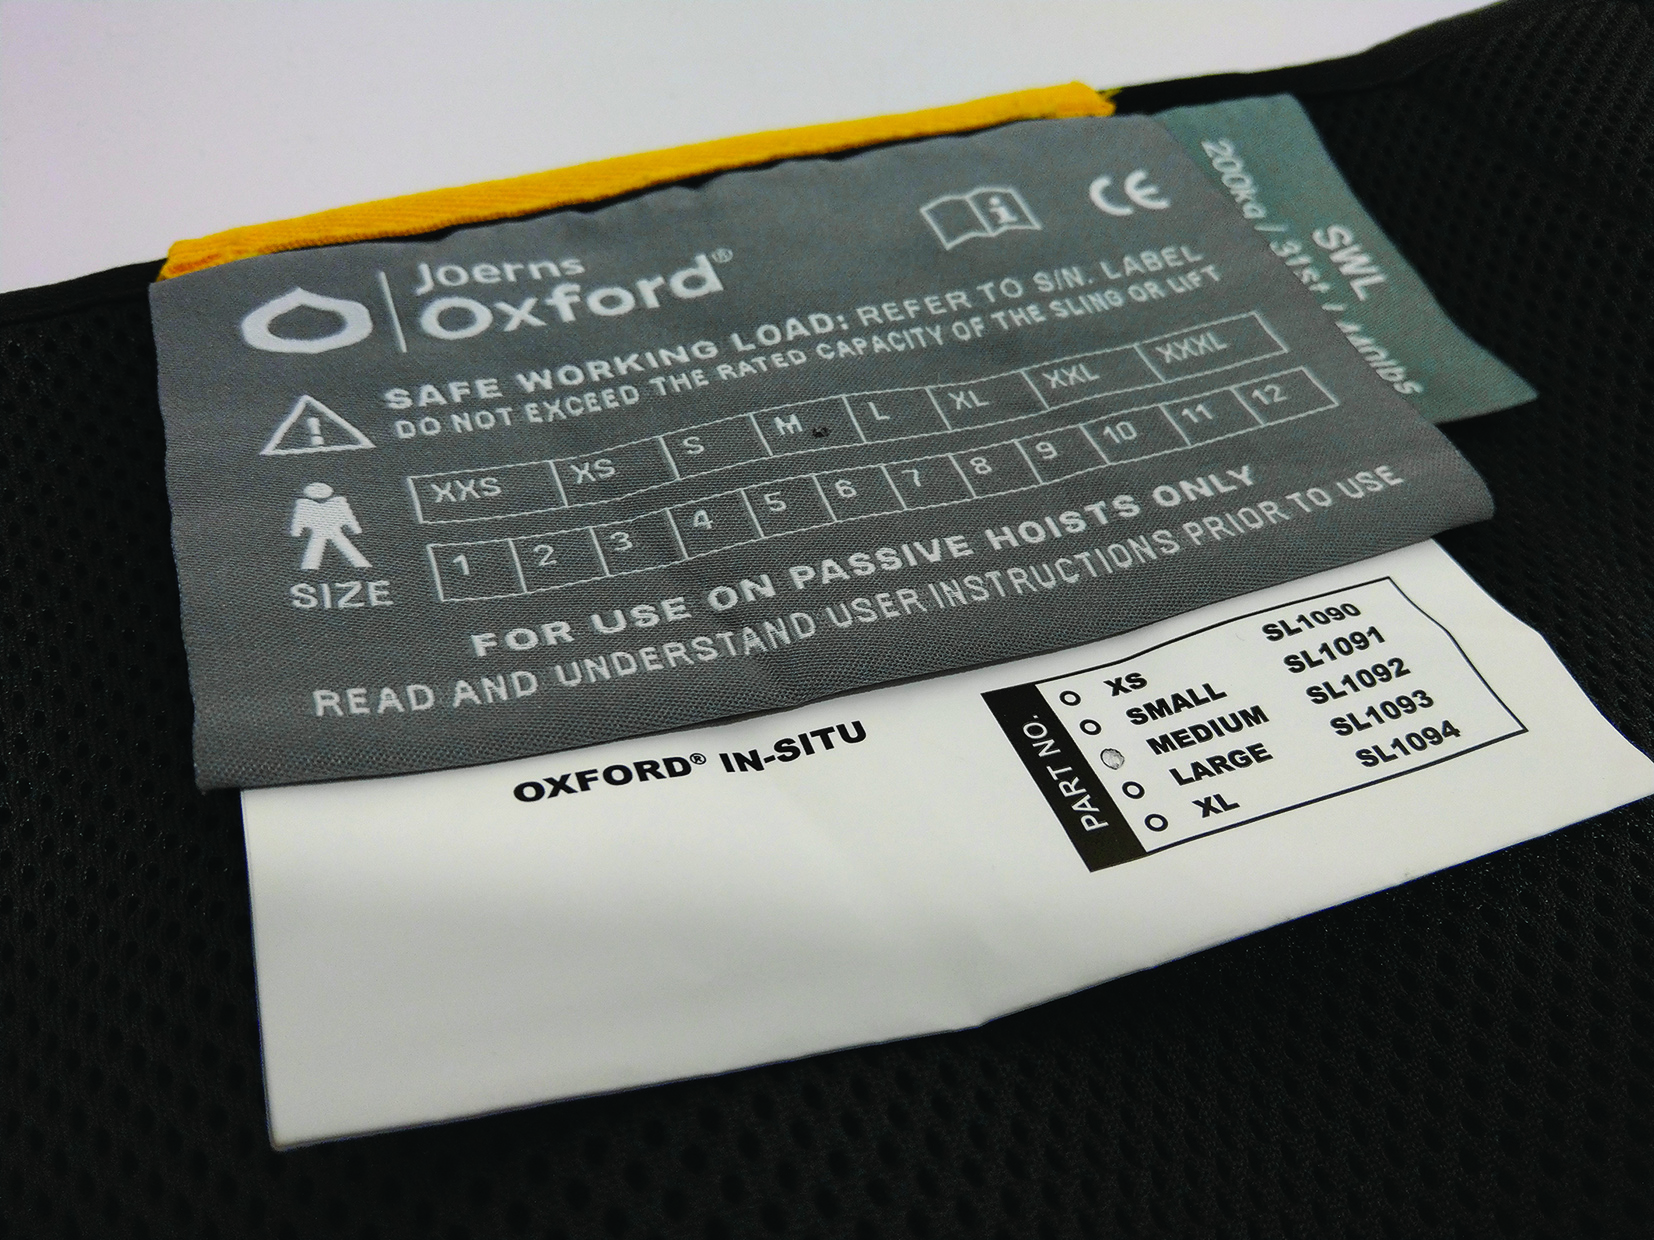 Joerns
Oxford®
CE
SAFE WORKING LOAD: REFER TO S/N. LABEL
DO NOT EXCEED THE RATED CAPACITY OF THE SLING OR LIFT
XXS XS S M L XL XXL XXXL
1 2 3 4 5 6 7 8 9 10 11 12
SIZE
FOR USE ON PASSIVE HOISTS ONLY
READ AND UNDERSTAND USER INSTRUCTIONS PRIOR TO USE
SWL
200kg / 31st / 440lbs
OXFORD® IN-SITU
PART NO.
XS SL1090
SMALL SL1091
MEDIUM SL1092
LARGE SL1093
XL SL1094